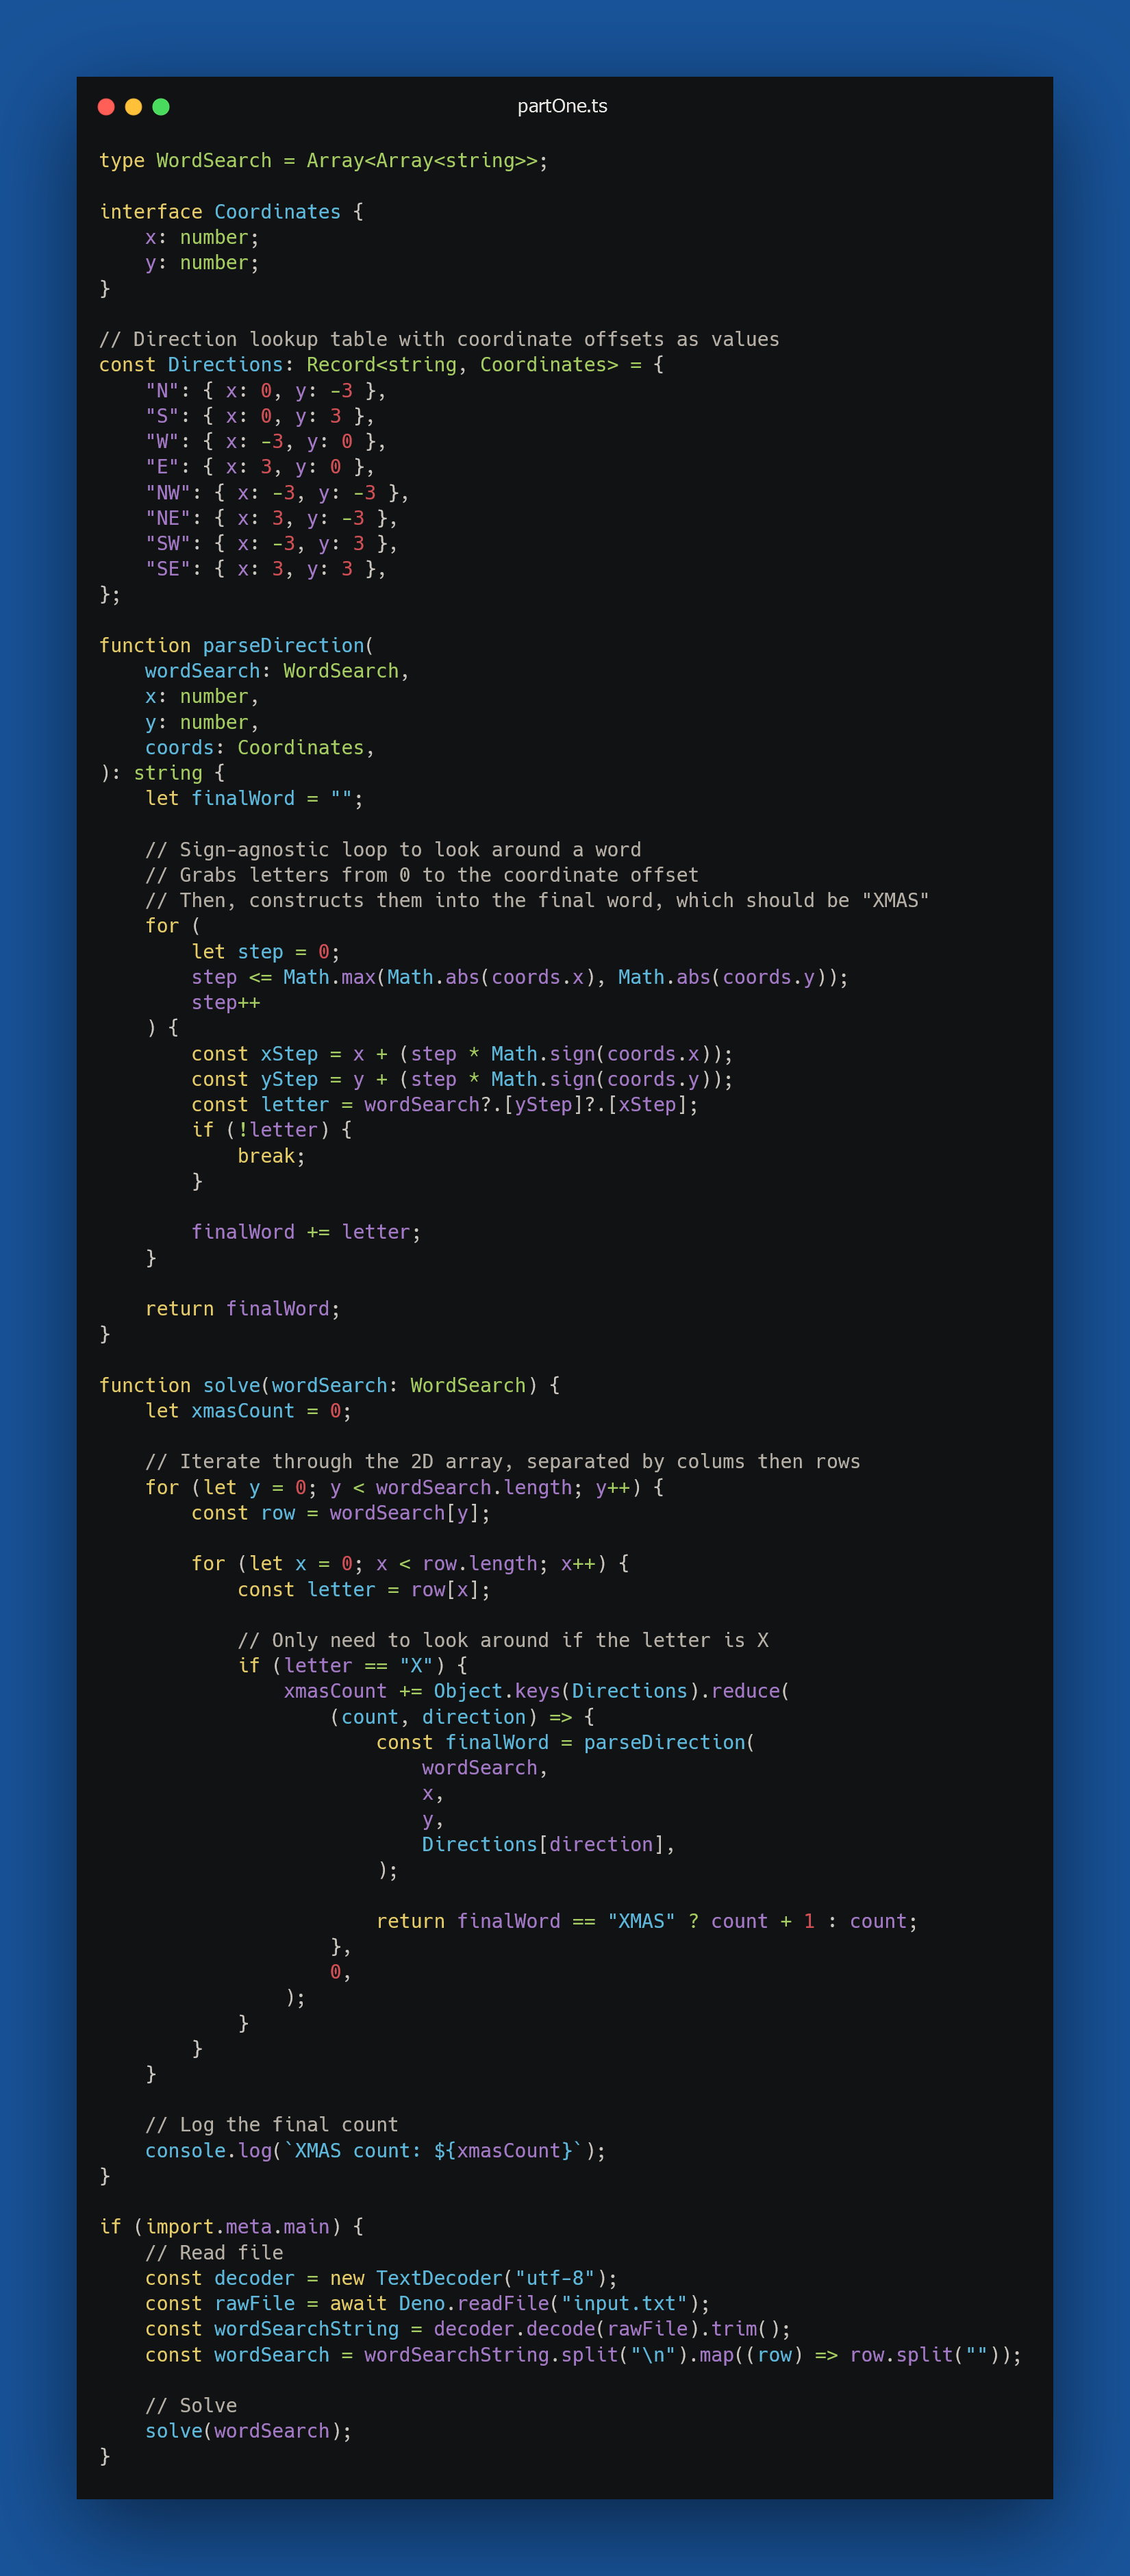 partOne.ts
type WordSearch = Array<Array<string>>;

interface Coordinates {
    x: number;
    y: number;
}

// Direction lookup table with coordinate offsets as values
const Directions: Record<string, Coordinates> = {
    "N": { x: 0, y: -3 },
    "S": { x: 0, y: 3 },
    "W": { x: -3, y: 0 },
    "E": { x: 3, y: 0 },
    "NW": { x: -3, y: -3 },
    "NE": { x: 3, y: -3 },
    "SW": { x: -3, y: 3 },
    "SE": { x: 3, y: 3 },
};

function parseDirection(
    wordSearch: WordSearch,
    x: number,
    y: number,
    coords: Coordinates,
): string {
    let finalWord = "";

    // Sign-agnostic loop to look around a word
    // Grabs letters from 0 to the coordinate offset
    // Then, constructs them into the final word, which should be "XMAS"
    for (
        let step = 0;
        step <= Math.max(Math.abs(coords.x), Math.abs(coords.y));
        step++
    ) {
        const xStep = x + (step * Math.sign(coords.x));
        const yStep = y + (step * Math.sign(coords.y));
        const letter = wordSearch?.[yStep]?.[xStep];
        if (!letter) {
            break;
        }

        finalWord += letter;
    }

    return finalWord;
}

function solve(wordSearch: WordSearch) {
    let xmasCount = 0;

    // Iterate through the 2D array, separated by colums then rows
    for (let y = 0; y < wordSearch.length; y++) {
        const row = wordSearch[y];

        for (let x = 0; x < row.length; x++) {
            const letter = row[x];

            // Only need to look around if the letter is X
            if (letter == "X") {
                xmasCount += Object.keys(Directions).reduce(
                    (count, direction) => {
                        const finalWord = parseDirection(
                            wordSearch,
                            x,
                            y,
                            Directions[direction],
                        );

                        return finalWord == "XMAS" ? count + 1 : count;
                    },
                    0,
                );
            }
        }
    }

    // Log the final count
    console.log(`XMAS count: ${xmasCount}`);
}

if (import.meta.main) {
    // Read file
    const decoder = new TextDecoder("utf-8");
    const rawFile = await Deno.readFile("input.txt");
    const wordSearchString = decoder.decode(rawFile).trim();
    const wordSearch = wordSearchString.split("\n").map((row) => row.split(""));

    // Solve
    solve(wordSearch);
}